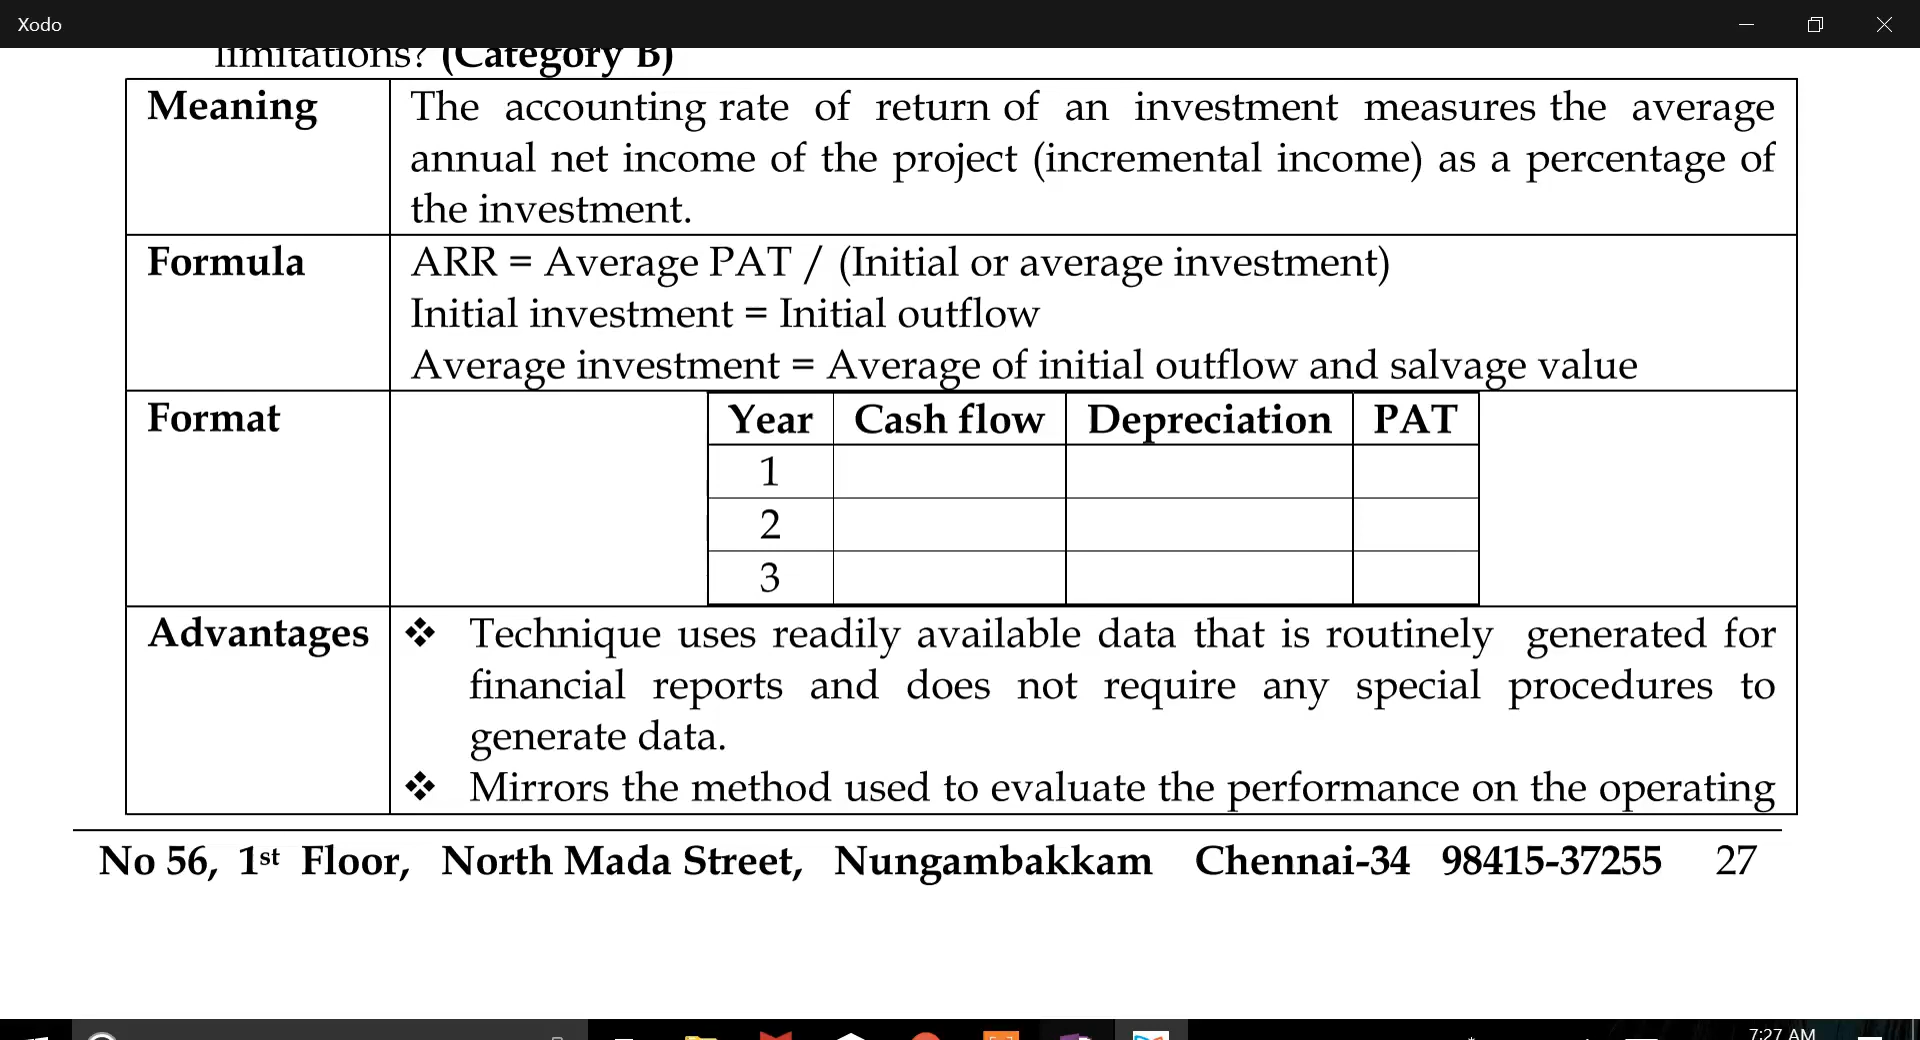 Xodo
limitations? (Category B)
Meaning
The accounting rate of return of an investment measures the average
annual net income of the project (incremental income) as a percentage of
the investment.
Formula
ARR = Average PAT / (Initial or average investment)
Initial investment = Initial outflow
Average investment = Average of initial outflow and salvage value
Format
Year Cash flow Depreciation PAT
1
2
3
Advantages
❖ Technique uses readily available data that is routinely generated for
financial reports and does not require any special procedures to
generate data.
❖ Mirrors the method used to evaluate the performance on the operating
No 56, 1st Floor, North Mada Street, Nungambakkam Chennai-34 98415-37255 27
7:27 AM